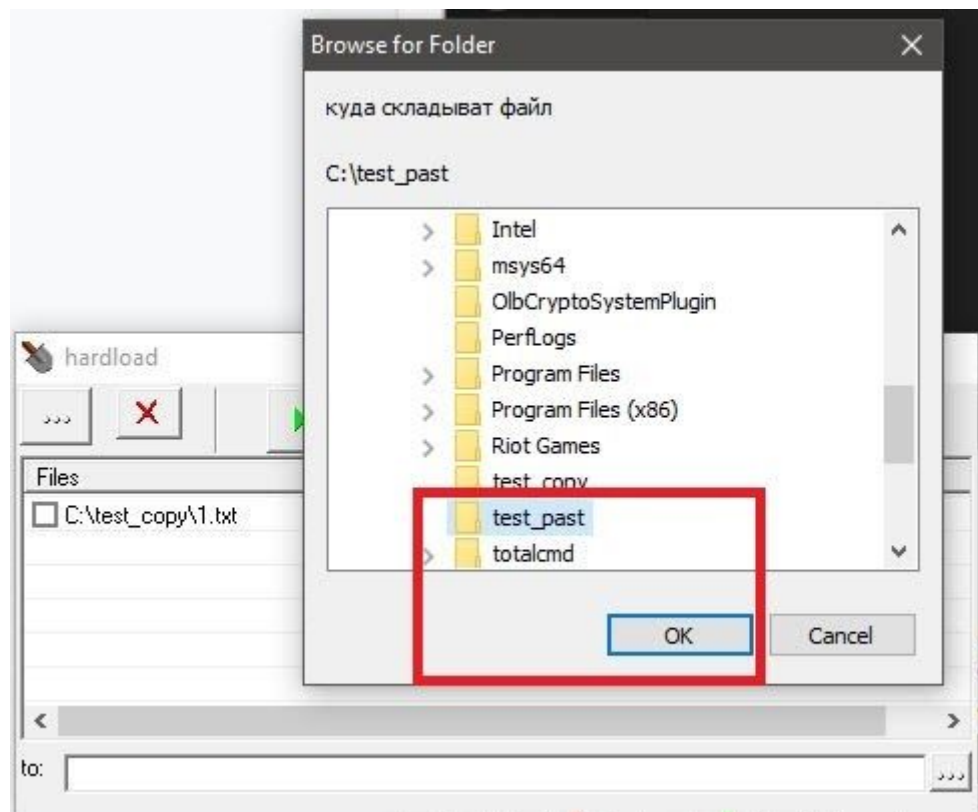 Browse for Folder
куда складыват файл
C:\test_past
Intel
msys64
OlbCryptoSystemPlugin
PerfLogs
Program Files
Program Files (x86)
Riot Games
test_copy
test_past
totalcmd
OK Cancel
hardload
...
Files
C:\test_copy\1.txt
to:
...